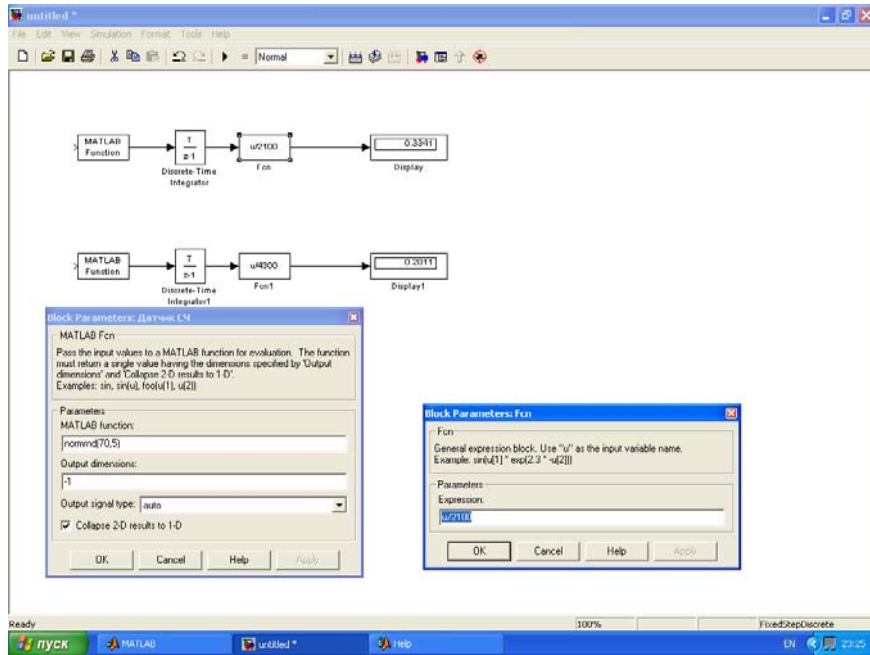 untitled *
File Edit View Simulation Format Tools Help
Normal
MATLAB
Function
T
z-1
Discrete-Time
Integrator
u/2100
Fcn
0.3341
Display
MATLAB
Function
T
z-1
Discrete-Time
Integrator1
u/4300
Fcn1
0.2011
Display1
Block Parameters: Датчик СЧ
MATLAB Fcn
Pass the input values to a MATLAB function for evaluation. The function
must return a single value having the dimensions specified by 'Output
dimensions' and 'Collapse 2-D results to 1-D'.
Examples: sin, sin(u), foo(u(1), u(2))
Parameters
MATLAB function:
normrnd(70,5)
Output dimensions:
-1
Output signal type: auto
Collapse 2-D results to 1-D
OK Cancel Help Apply
Block Parameters: Fcn
Fcn
General expression block. Use "u" as the input variable name.
Example: sin(u[1] * exp(2.3 * -u[2]))
Parameters
Expression:
u/2100
OK Cancel Help Apply
Ready 100% FixedStepDiscrete
пуск MATLAB untitled * Help EN 23:25